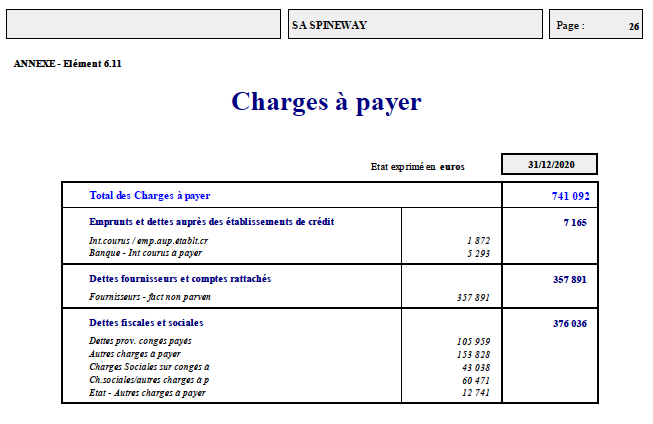 SA SPINEWAY Page : 26
ANNEXE - Elément 6.11
Charges à payer
Etat exprimé en euros 31/12/2020
Total des Charges à payer 741 092
Emprunts et dettes auprès des établissements de crédit 7 165
Int.courus / emp.aup.établt.cr 1 872
Banque - Int courus à payer 5 293
Dettes fournisseurs et comptes rattachés 357 891
Fournisseurs - fact non parven 357 891
Dettes fiscales et sociales 376 036
Dettes prov. congés payés 105 959
Autres charges à payer 153 828
Charges Sociales sur congés à 43 038
Ch.sociales/autres charges à p 60 471
Etat - Autres charges à payer 12 741